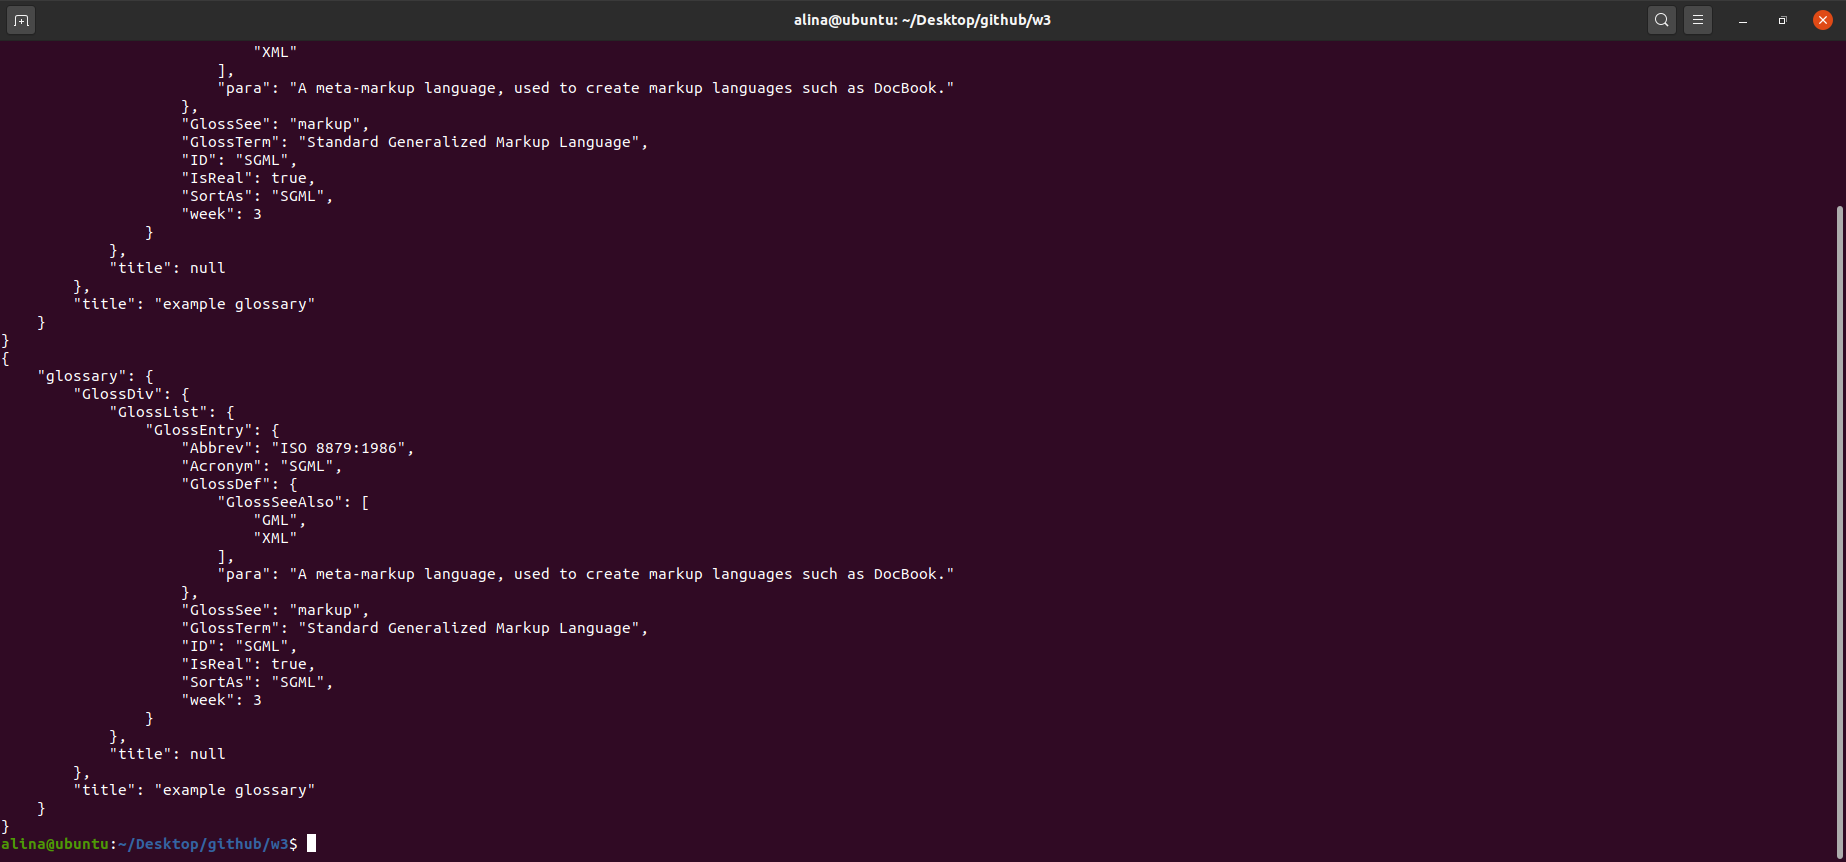 alina@ubuntu: ~/Desktop/github/w3
                            "XML"
                        ],
                        "para": "A meta-markup language, used to create markup languages such as DocBook."
                    },
                    "GlossSee": "markup",
                    "GlossTerm": "Standard Generalized Markup Language",
                    "ID": "SGML",
                    "IsReal": true,
                    "SortAs": "SGML",
                    "week": 3
                }
            },
            "title": null
        },
        "title": "example glossary"
    }
}
{
    "glossary": {
        "GlossDiv": {
            "GlossList": {
                "GlossEntry": {
                    "Abbrev": "ISO 8879:1986",
                    "Acronym": "SGML",
                    "GlossDef": {
                        "GlossSeeAlso": [
                            "GML",
                            "XML"
                        ],
                        "para": "A meta-markup language, used to create markup languages such as DocBook."
                    },
                    "GlossSee": "markup",
                    "GlossTerm": "Standard Generalized Markup Language",
                    "ID": "SGML",
                    "IsReal": true,
                    "SortAs": "SGML",
                    "week": 3
                }
            },
            "title": null
        },
        "title": "example glossary"
    }
}
alina@ubuntu:~/Desktop/github/w3$